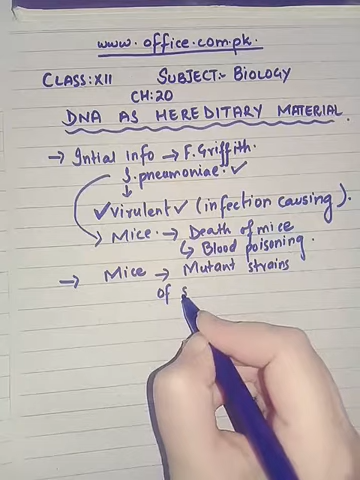 www.office.com.pk.
CLASS:XII SUBJECT:- BIOLOGY
CH:20
DNA AS HEREDITARY MATERIAL.
→ Intial Info → F.Griffith.
S.pneumoniae. ✓
↓
✓Virulent✓ (infection causing).
Mice. → Death of mice
↳ Blood poisoning.
→ Mice → Mutant strains
of s